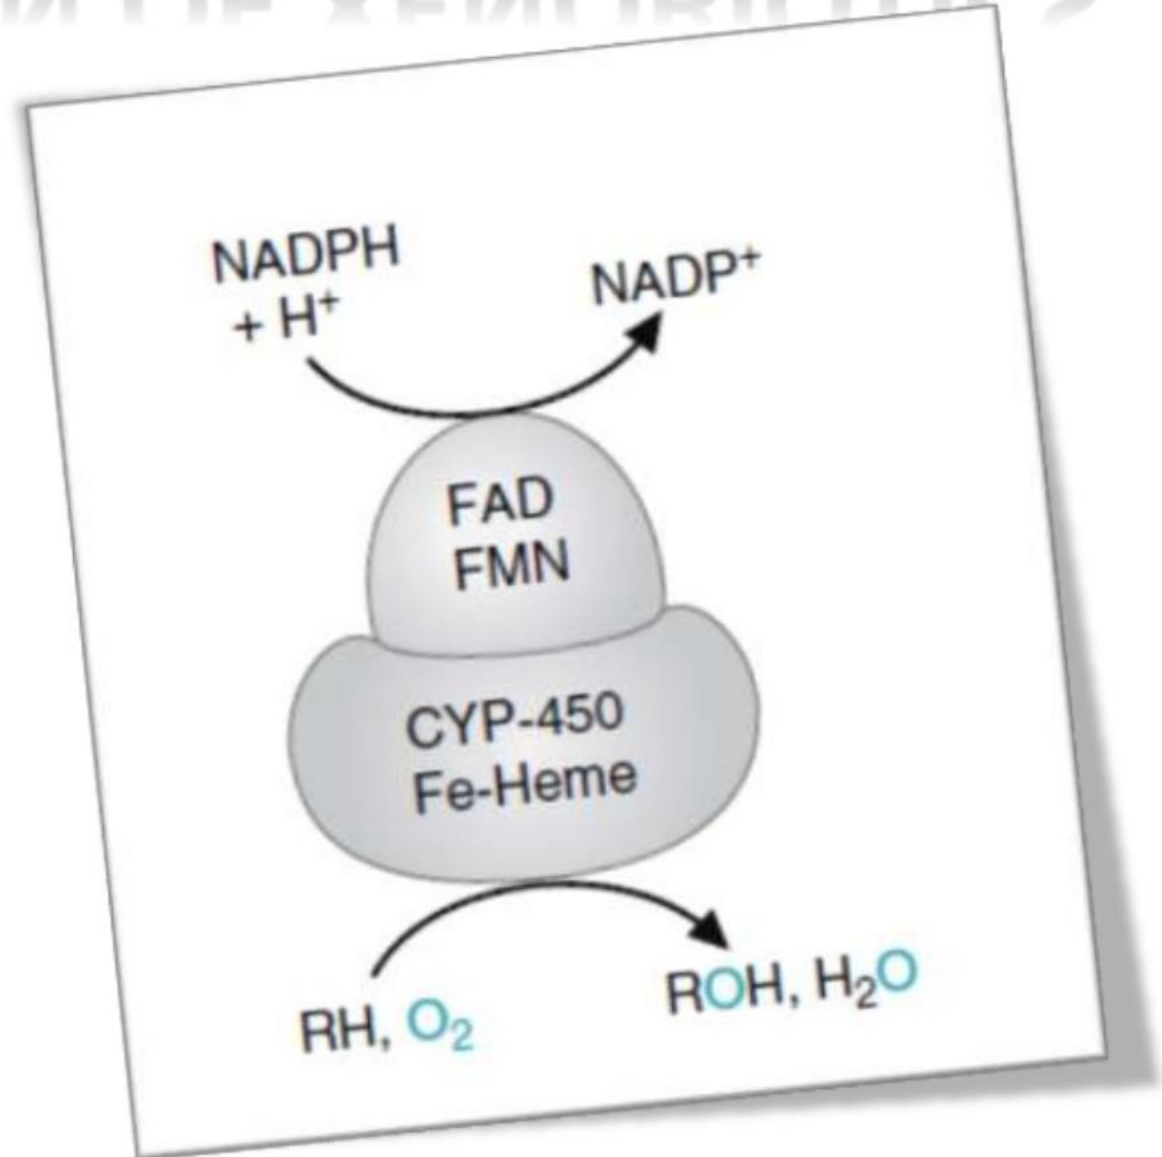 NADPH
+ H⁺
NADP⁺
FAD
FMN
CYP-450
Fe-Heme
RH, O₂
ROH, H₂O